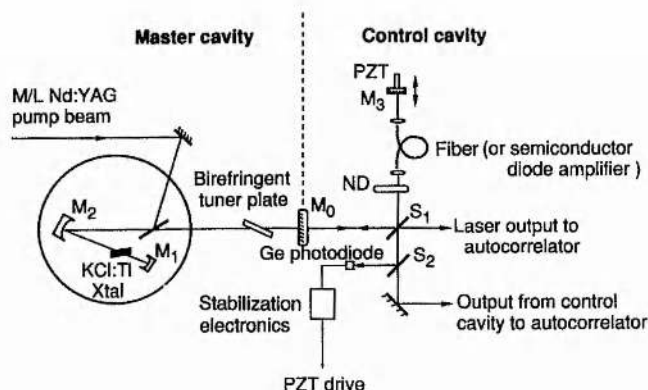 Master cavity
Control cavity
PZT
M3
M/L Nd:YAG
pump beam
Fiber (or semiconductor
diode amplifier )
ND
Birefringent
tuner plate
M0
S1
M2
Laser output to
autocorrelator
Ge photodiode
S2
M1
KCl:Tl
Xtal
Stabilization
electronics
Output from control
cavity to autocorrelator
PZT drive